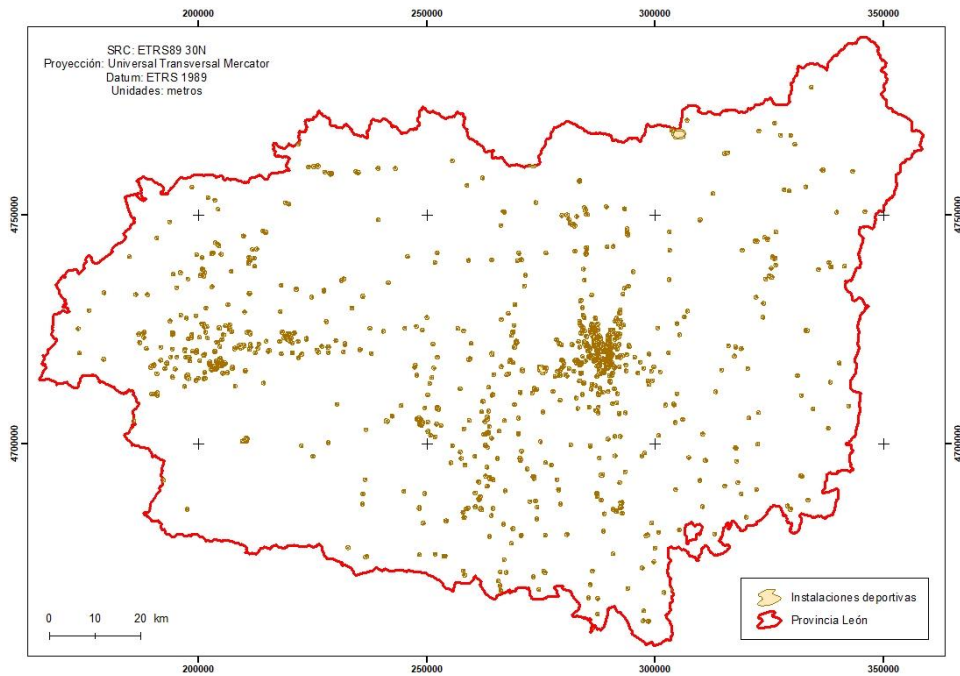 200000 250000 300000 350000
SRC: ETRS89 30N
Proyección: Universal Transversal Mercator
Datum: ETRS 1989
Unidades: metros
4750000 4750000
4700000 4700000
Instalaciones deportivas
Provincia León
0 10 20 km
200000 250000 300000 350000